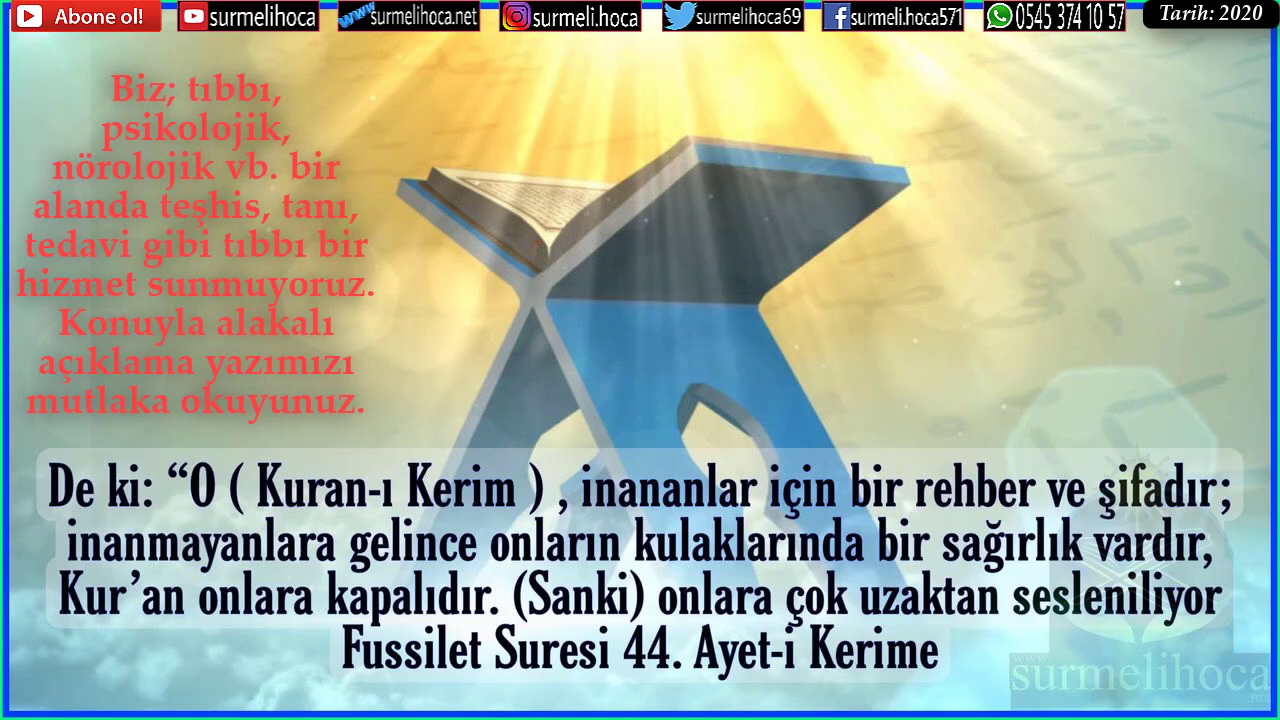 Abone ol!
surmelihoca
www
surmelihoca.net
surmeli.hoca
surmelihoca69
surmeli.hoca571
0545 374 10 57
Tarih: 2020
Biz; tıbbı,
psikolojik,
nörolojik vb. bir
alanda teşhis, tanı,
tedavi gibi tıbbı bir
hizmet sunmuyoruz.
Konuyla alakalı
açıklama yazımızı
mutlaka okuyunuz.
De ki: “O ( Kuran-ı Kerim ) , inananlar için bir rehber ve şifadır;
inanmayanlara gelince onların kulaklarında bir sağırlık vardır,
Kur’an onlara kapalıdır. (Sanki) onlara çok uzaktan sesleniliyor
Fussilet Suresi 44. Ayet-i Kerime
www
surmelihoca